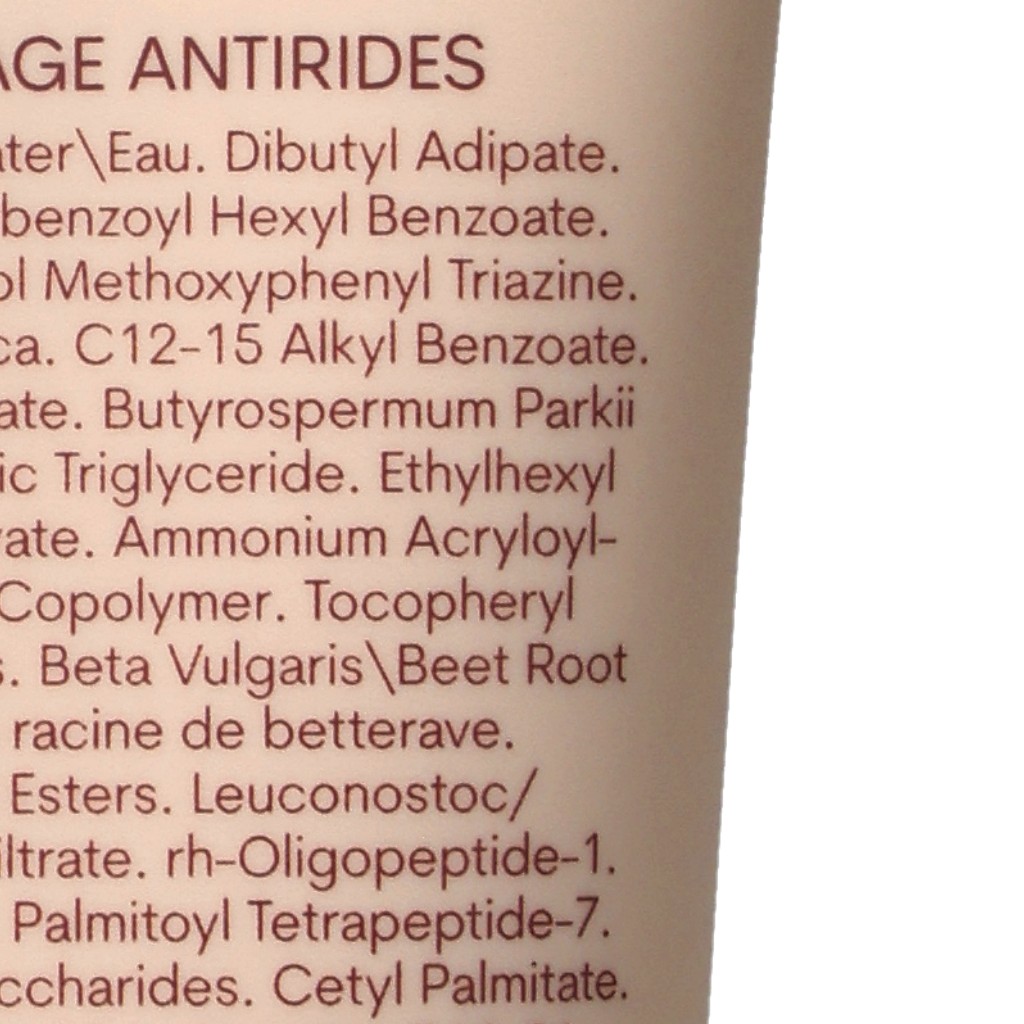 AGE ANTIRIDES
ater\Eau. Dibutyl Adipate.
benzoyl Hexyl Benzoate.
ol Methoxyphenyl Triazine.
ca. C12-15 Alkyl Benzoate.
ate. Butyrospermum Parkii
ic Triglyceride. Ethylhexyl
ate. Ammonium Acryloyl-
Copolymer. Tocopheryl
s. Beta Vulgaris\Beet Root
racine de betterave.
Esters. Leuconostoc/
iltrate. rh-Oligopeptide-1.
Palmitoyl Tetrapeptide-7.
ccharides. Cetyl Palmitate.